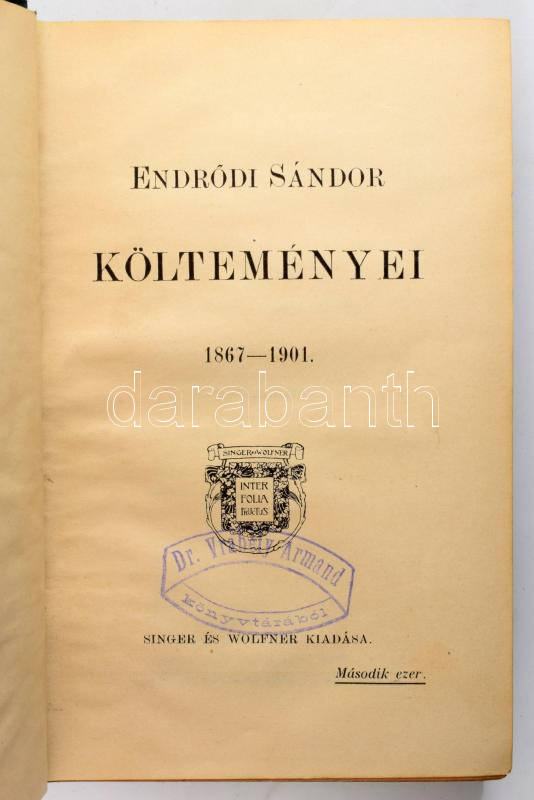 ENDRŐDI SÁNDOR
KÖLTEMÉNYEI
1867—1901.
darabanth
SINGER ÉS WOLFNER
INTER
FOLIA
FRUCTUS
Dr. Armand
Könyvtárából
SINGER ÉS WOLFNER KIADÁSA.
Második ezer.